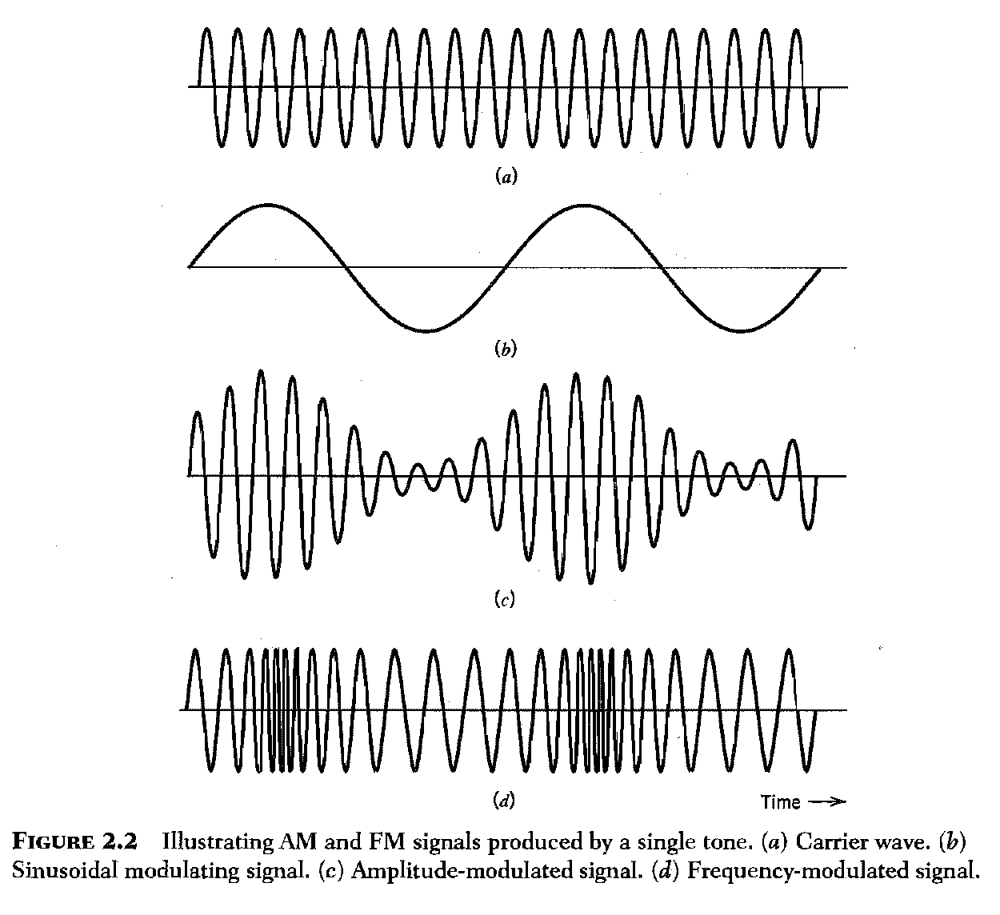 (a)
(b)
(c)
(d)
Time
FIGURE 2.2 Illustrating AM and FM signals produced by a single tone. (a) Carrier wave. (b)
Sinusoidal modulating signal. (c) Amplitude-modulated signal. (d) Frequency-modulated signal.